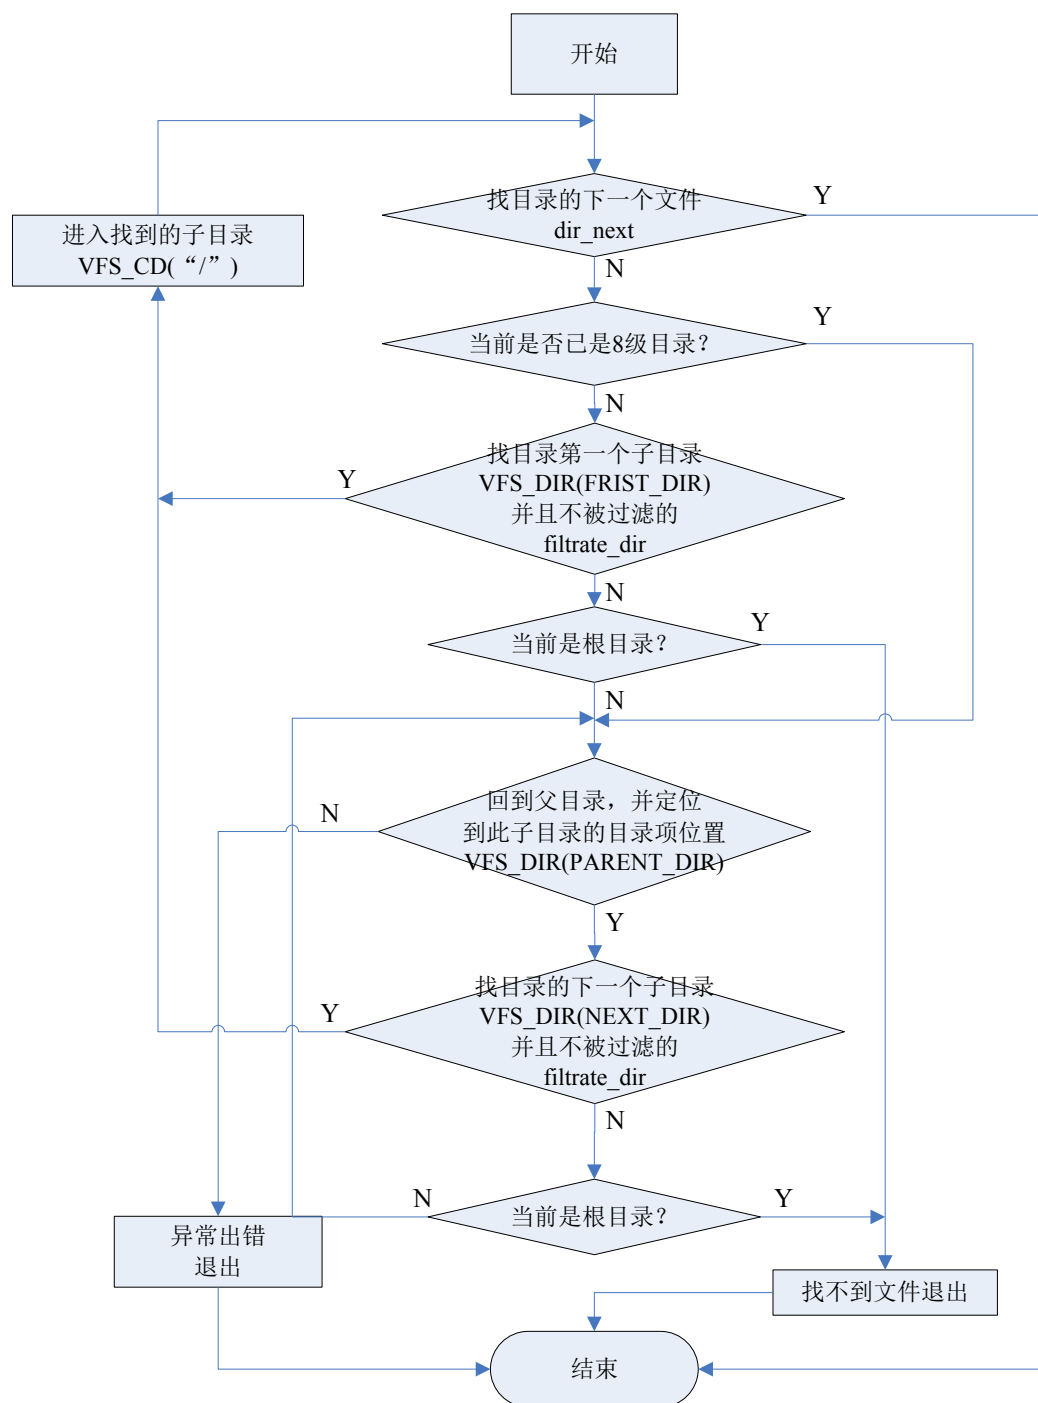 开始
找目录的下一个文件
dir_next
Y
进入找到的子目录
VFS_CD(“/”)
N
当前是否已是8级目录?
Y
N
找目录第一个子目录
VFS_DIR(FRIST_DIR)
并且不被过滤的
filtrate_dir
Y
N
当前是根目录?
Y
N
回到父目录，并定位
到此子目录的目录项位置
VFS_DIR(PARENT_DIR)
N
Y
找目录的下一个子目录
VFS_DIR(NEXT_DIR)
并且不被过滤的
filtrate_dir
Y
N
当前是根目录?
N
Y
异常出错
退出
找不到文件退出
结束